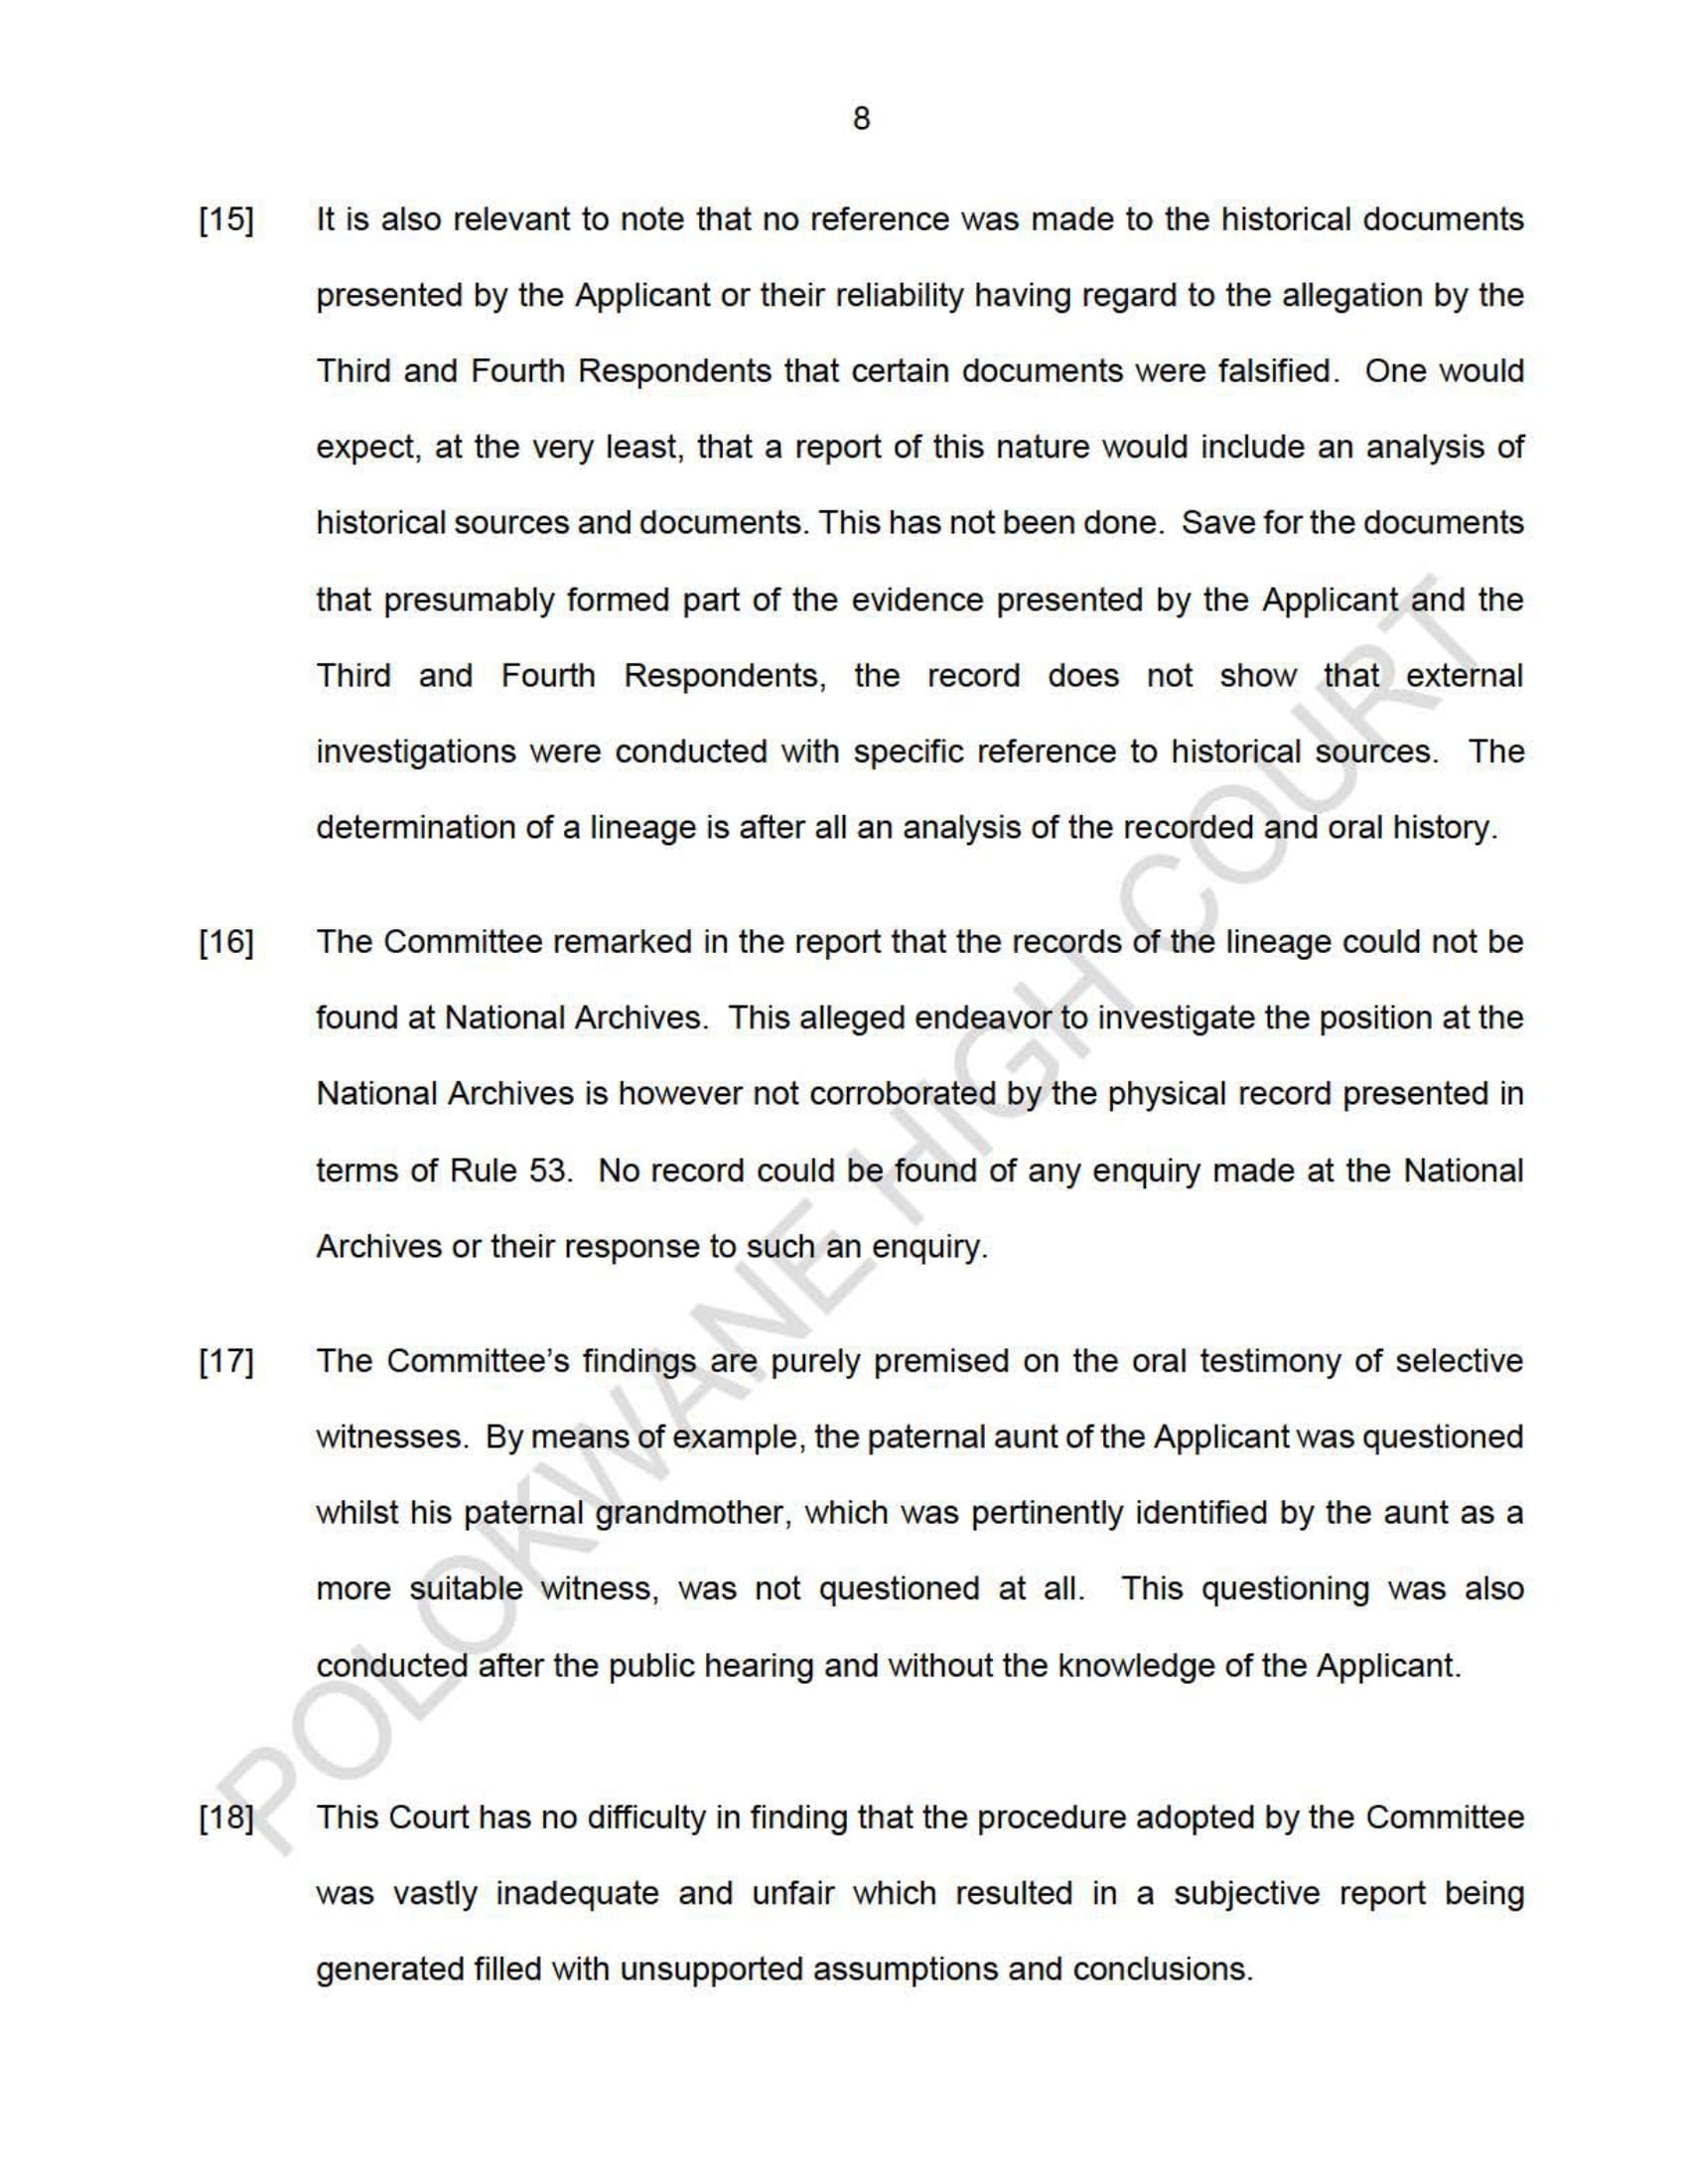 8
[15] It is also relevant to note that no reference was made to the historical documents
presented by the Applicant or their reliability having regard to the allegation by the
Third and Fourth Respondents that certain documents were falsified. One would
expect, at the very least, that a report of this nature would include an analysis of
historical sources and documents. This has not been done. Save for the documents
that presumably formed part of the evidence presented by the Applicant and the
Third and Fourth Respondents, the record does not show that external
investigations were conducted with specific reference to historical sources. The
determination of a lineage is after all an analysis of the recorded and oral history.
[16] The Committee remarked in the report that the records of the lineage could not be
found at National Archives. This alleged endeavor to investigate the position at the
National Archives is however not corroborated by the physical record presented in
terms of Rule 53. No record could be found of any enquiry made at the National
Archives or their response to such an enquiry.
[17] The Committee’s findings are purely premised on the oral testimony of selective
witnesses. By means of example, the paternal aunt of the Applicant was questioned
whilst his paternal grandmother, which was pertinently identified by the aunt as a
more suitable witness, was not questioned at all. This questioning was also
conducted after the public hearing and without the knowledge of the Applicant.
[18] This Court has no difficulty in finding that the procedure adopted by the Committee
was vastly inadequate and unfair which resulted in a subjective report being
generated filled with unsupported assumptions and conclusions.
POLOKWANE HIGH COURT